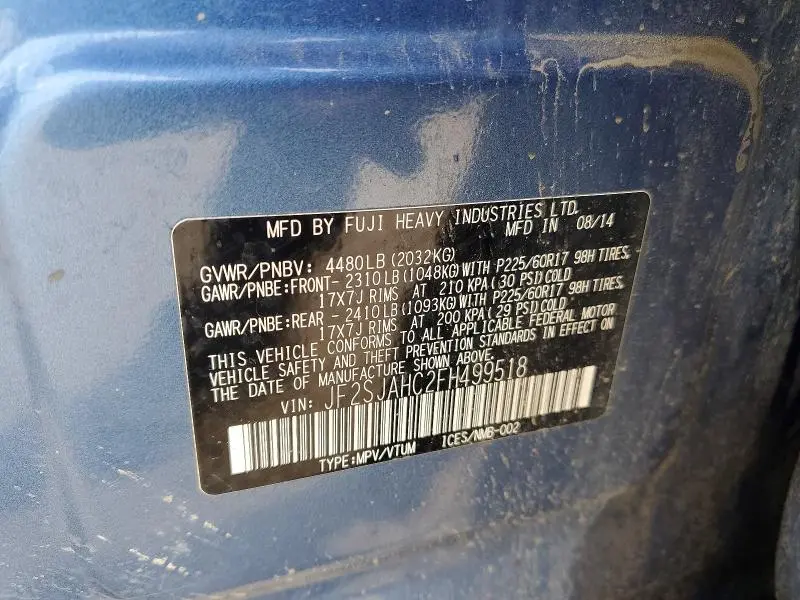 MFD BY FUJI HEAVY INDUSTRIES LTD.
MFD IN 08/14
GVWR/PNBV: 4480LB (2032KG)
GAWR/PNBE:FRONT- 2310LB(1048KG)WITH P225/60R17 98H TIRES,
17X7J RIMS AT 210 KPA(30 PSI)COLD
GAWR/PNBE:REAR - 2410LB(1093KG)WITH P225/60R17 98H TIRES,
17X7J RIMS AT 200 KPA(29 PSI)COLD
THIS VEHICLE CONFORMS TO ALL APPLICABLE FEDERAL MOTOR
VEHICLE SAFETY AND THEFT PREVENTION STANDARDS IN EFFECT ON
THE DATE OF MANUFACTURE SHOWN ABOVE.
VIN: JF2SJAHC2FH499518
TYPE:MPV/VTUM ICES/NMB-002